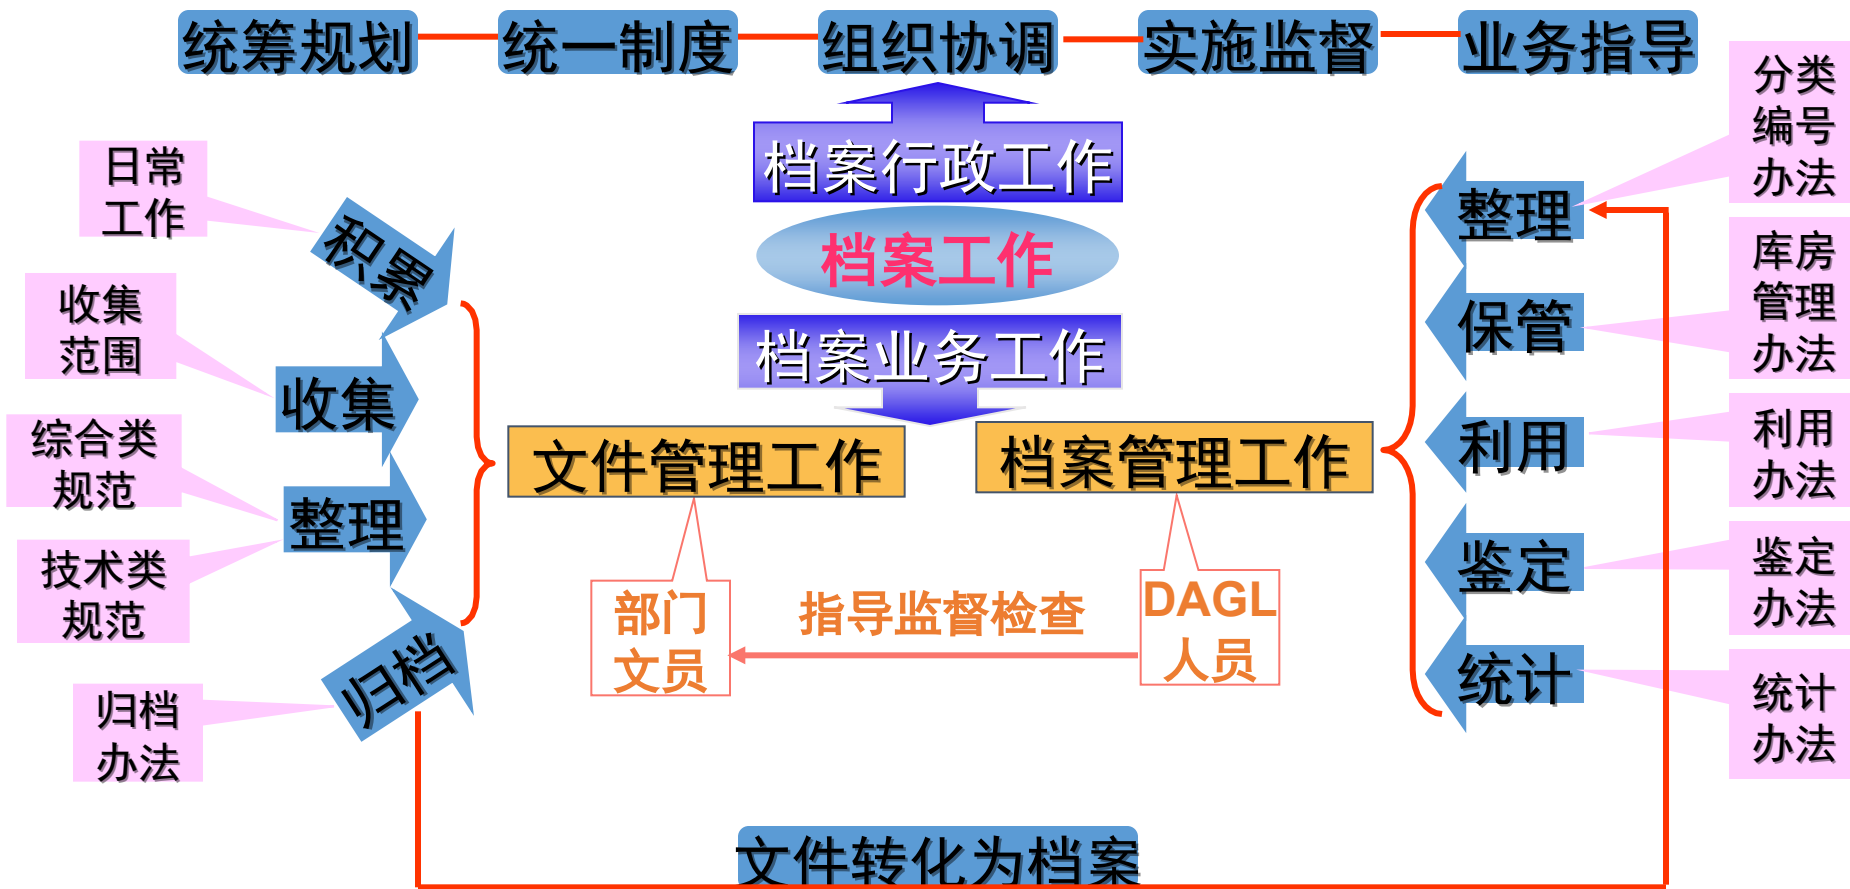 统筹规划
统一制度
组织协调
实施监督
业务指导
档案行政工作
档案工作
档案业务工作
日常
工作
积累
收集
范围
收集
综合类
规范
整理
技术类
规范
归档
归档
办法
文件管理工作
档案管理工作
部门
文员
指导监督检查
DAGL
人员
整理
分类
编号
办法
保管
库房
管理
办法
利用
利用
办法
鉴定
鉴定
办法
统计
统计
办法
文件转化为档案